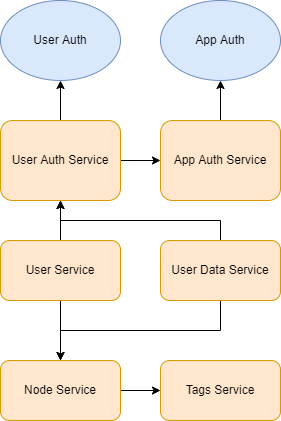 User Auth
App Auth
User Auth Service
App Auth Service
User Service
User Data Service
Node Service
Tags Service